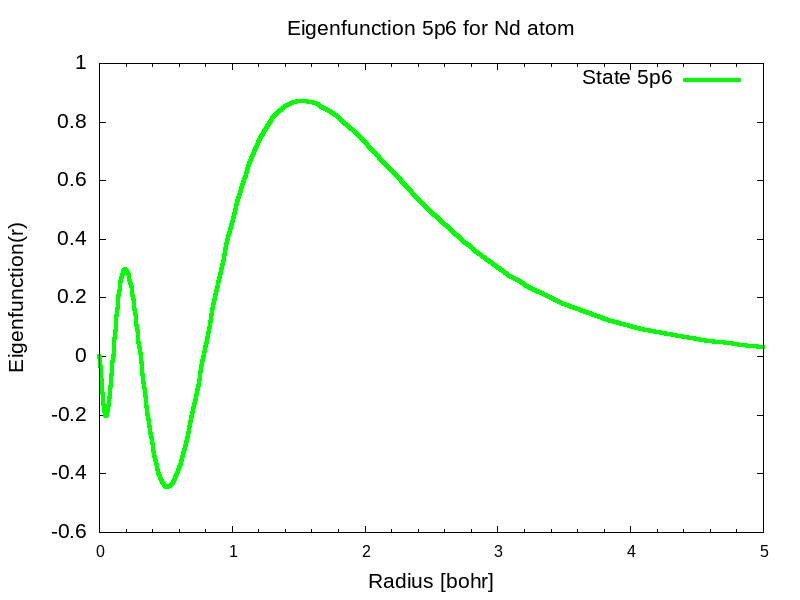 Eigenfunction 5p6 for Nd atom
State 5p6
1
0.8
0.6
0.4
0.2
0
-0.2
-0.4
-0.6
Eigenfunction(r)
0 1 2 3 4 5
Radius [bohr]